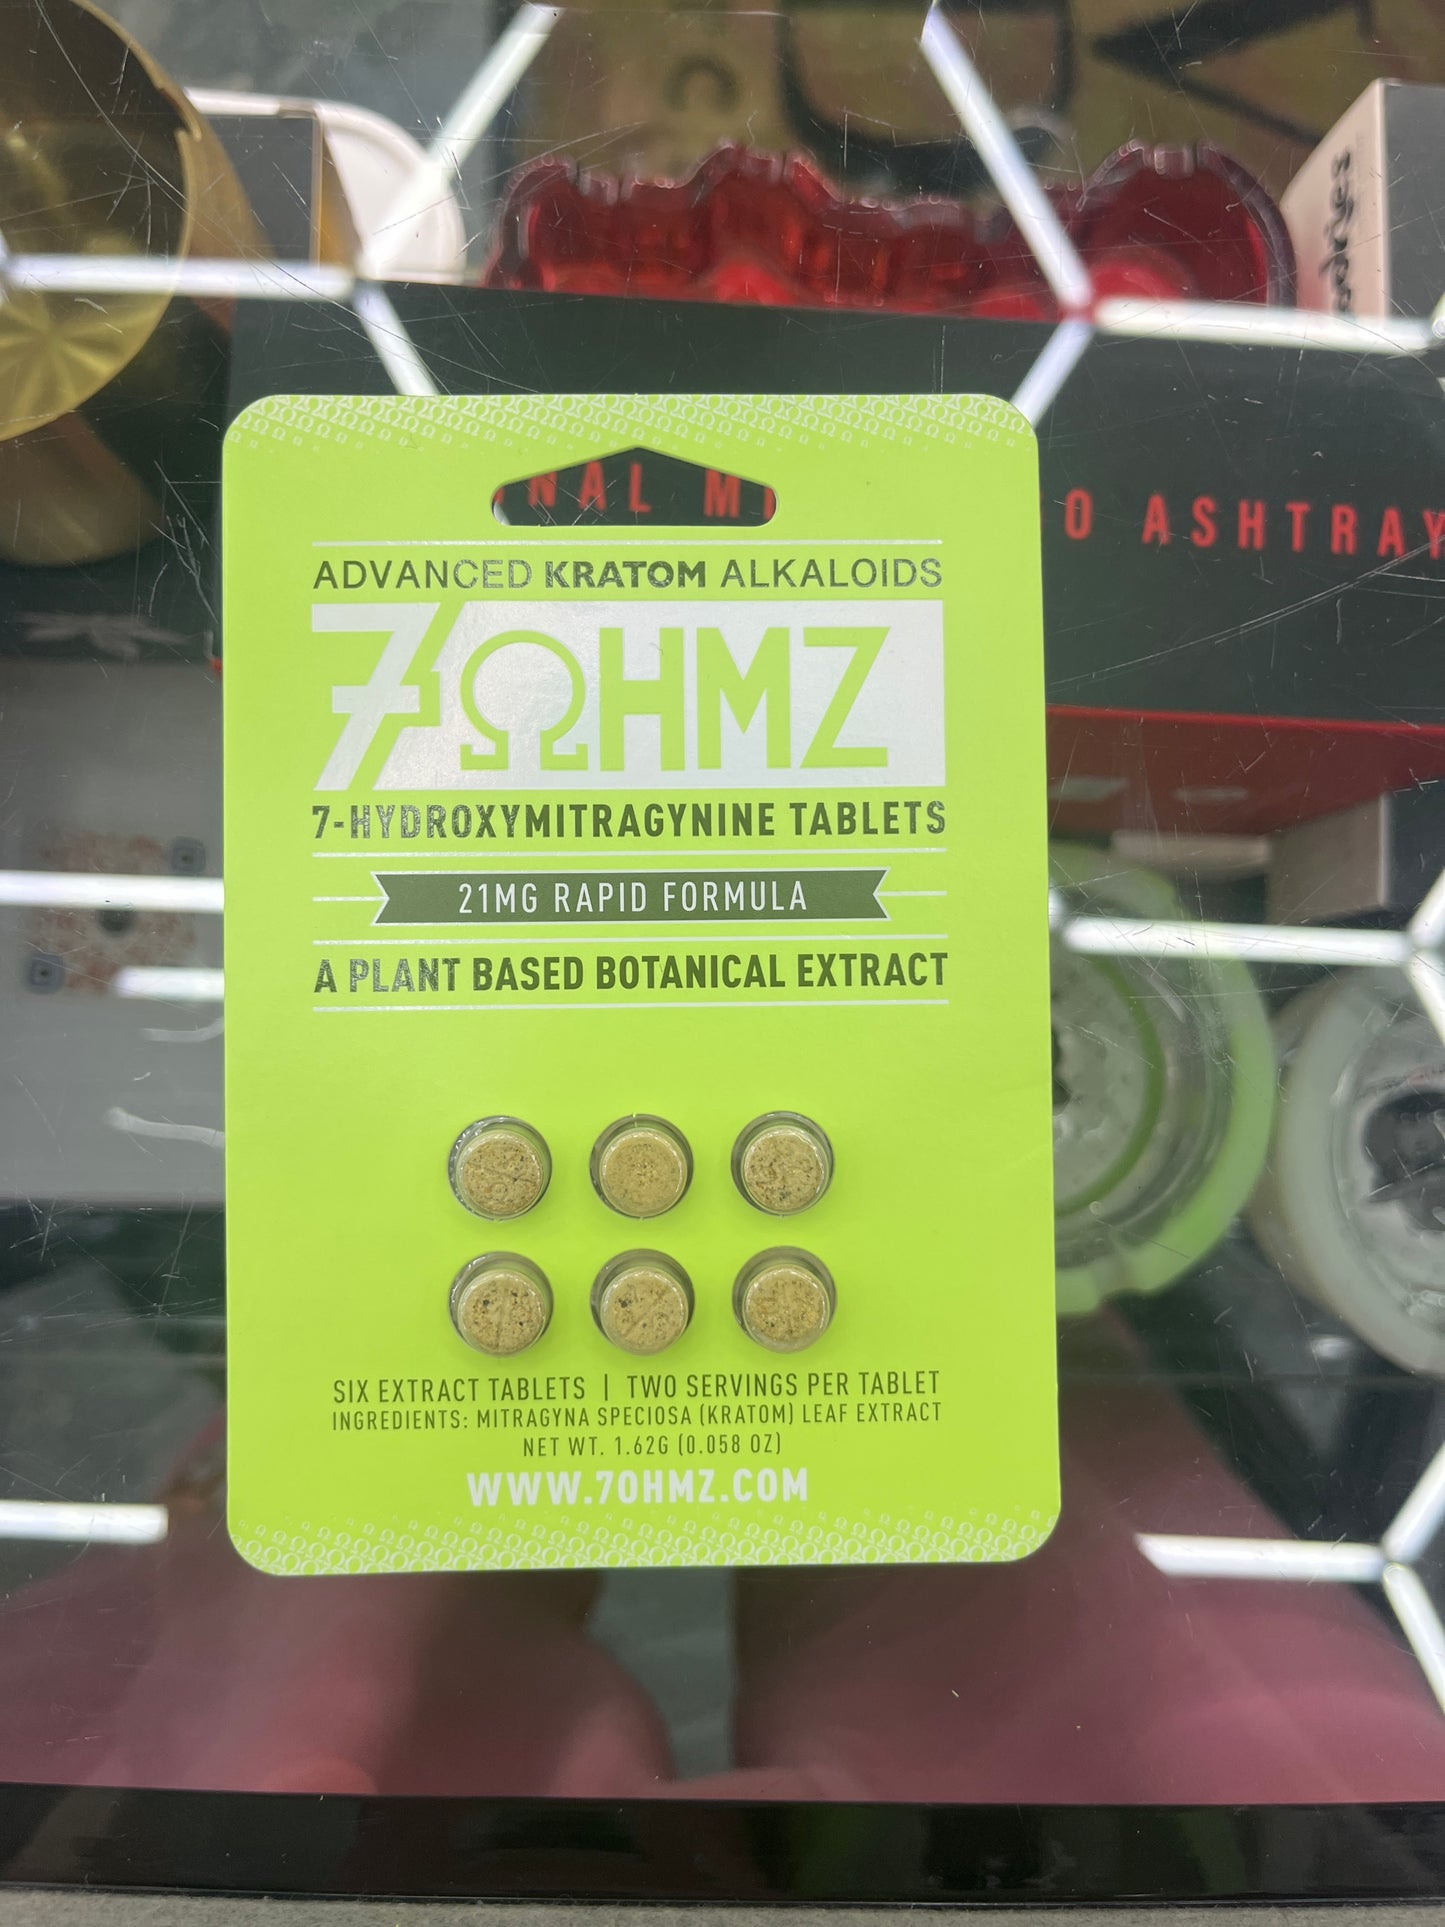 NAL M
O ASHTRAY
ADVANCED KRATOM ALKALOIDS
7ΩHMZ
7-HYDROXYMITRAGYNINE TABLETS
21MG RAPID FORMULA
A PLANT BASED BOTANICAL EXTRACT
SIX EXTRACT TABLETS | TWO SERVINGS PER TABLET
INGREDIENTS: MITRAGYNA SPECIOSA (KRATOM) LEAF EXTRACT
NET WT. 1.62G (0.058 OZ)
WWW.7OHMZ.COM